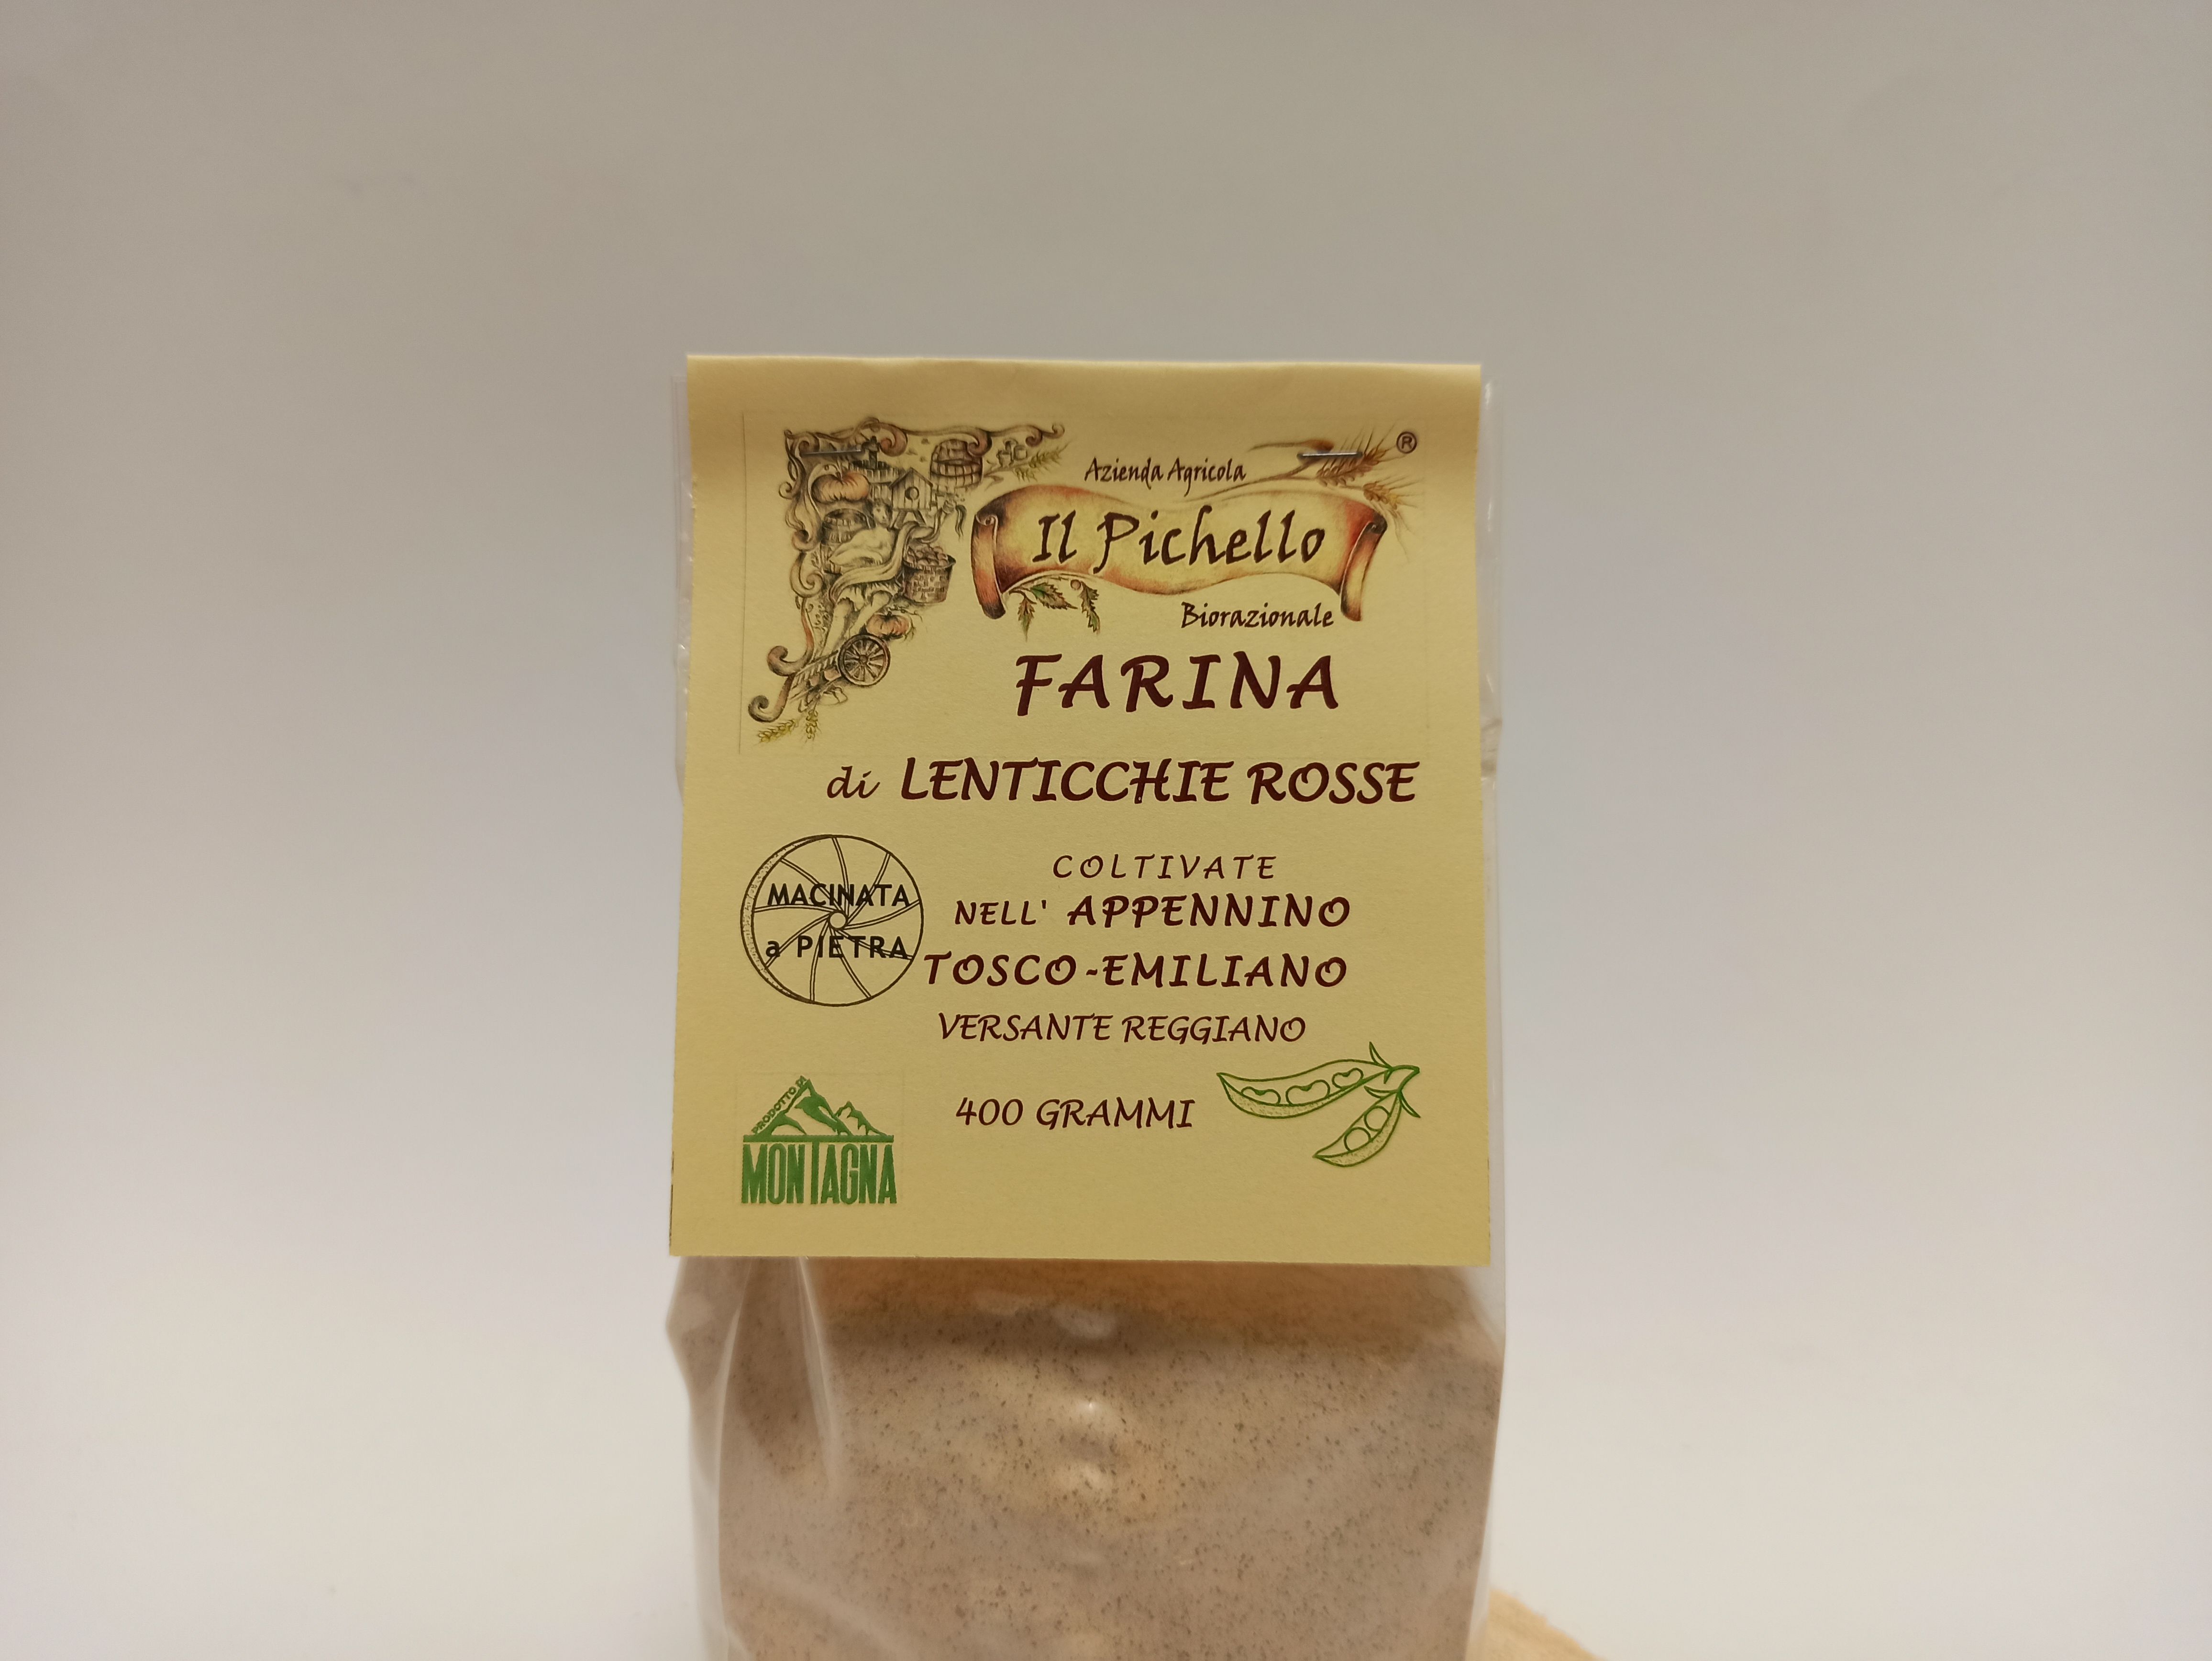 Azienda Agricola
®
Il Pichello
Biorazionale
FARINA
di LENTICCHIE ROSSE
MACINATA
a PIETRA
COLTIVATE
NELL' APPENNINO
TOSCO-EMILIANO
VERSANTE REGGIANO
400 GRAMMI
PRODOTTO DI
MONTAGNA